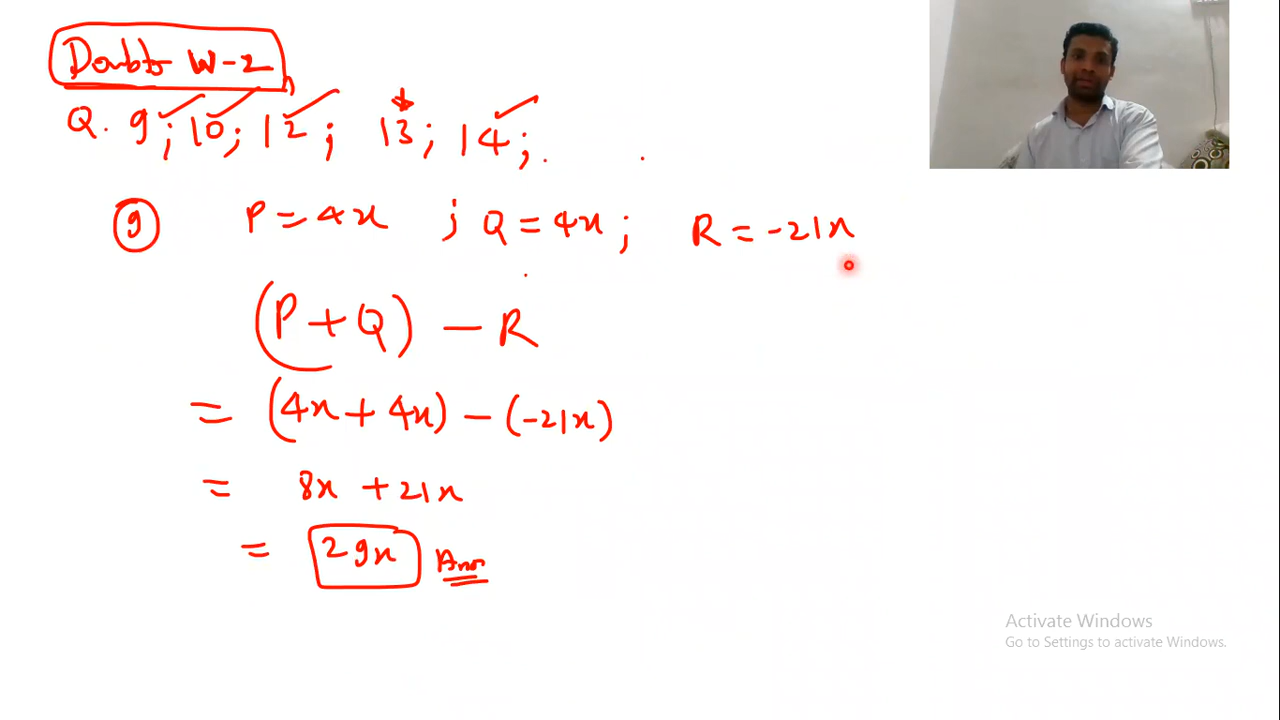 Doubts W-2
Q. 9; 10; 12; 13; 14;
9 P = 4x ; Q = 4x; R = -21x
(P + Q) - R
= (4x + 4x) - (-21x)
= 8x + 21x
= 29x Ans
Activate Windows
Go to Settings to activate Windows.